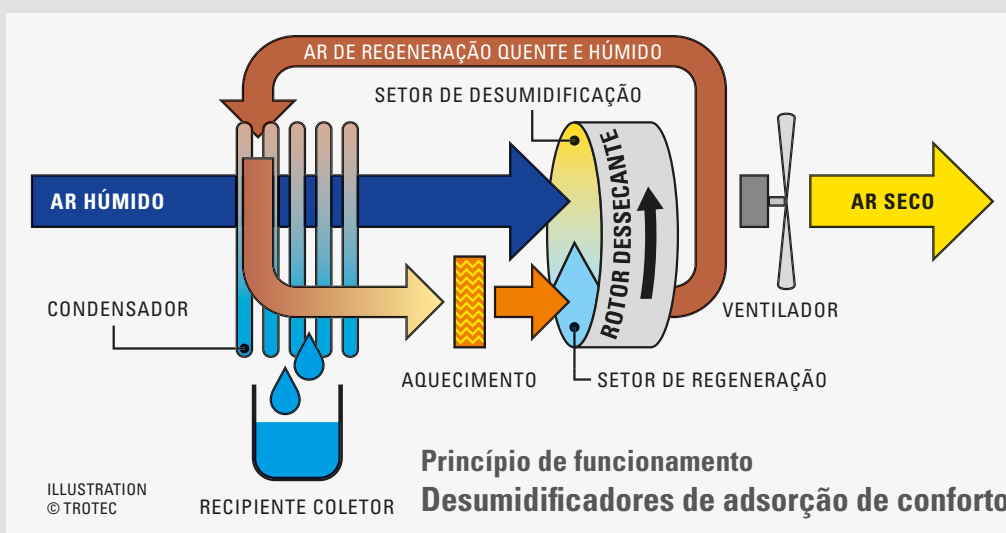 AR DE REGENERAÇÃO QUENTE E HÚMIDO
SETOR DE DESUMIDIFICAÇÃO
AR HÚMIDO
ROTOR DESSECANTE
AR SECO
CONDENSADOR
VENTILADOR
AQUECIMENTO
SETOR DE REGENERAÇÃO
Princípio de funcionamento
Desumidificadores de adsorção de conforto
ILLUSTRATION
© TROTEC
RECIPIENTE COLETOR